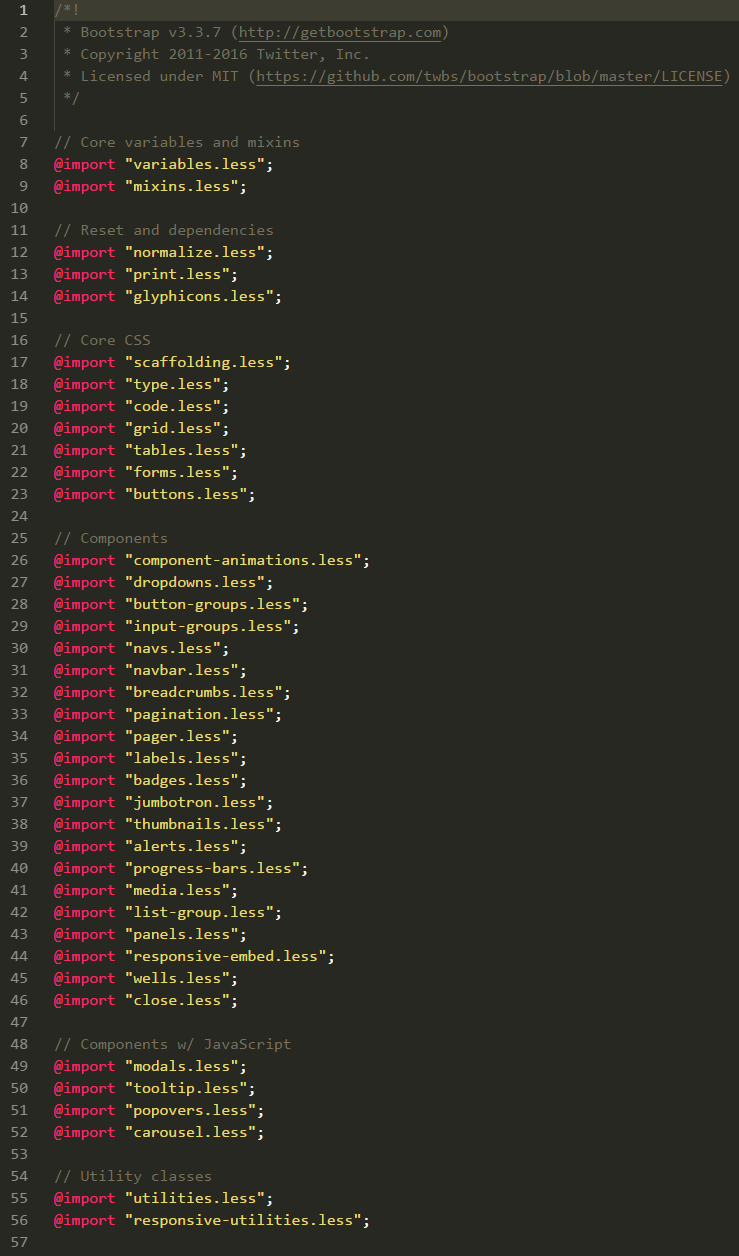 1 /*!
2  * Bootstrap v3.3.7 (http://getbootstrap.com)
3  * Copyright 2011-2016 Twitter, Inc.
4  * Licensed under MIT (https://github.com/twbs/bootstrap/blob/master/LICENSE)
5  */
6
7 // Core variables and mixins
8 @import "variables.less";
9 @import "mixins.less";
10
11 // Reset and dependencies
12 @import "normalize.less";
13 @import "print.less";
14 @import "glyphicons.less";
15
16 // Core CSS
17 @import "scaffolding.less";
18 @import "type.less";
19 @import "code.less";
20 @import "grid.less";
21 @import "tables.less";
22 @import "forms.less";
23 @import "buttons.less";
24
25 // Components
26 @import "component-animations.less";
27 @import "dropdowns.less";
28 @import "button-groups.less";
29 @import "input-groups.less";
30 @import "navs.less";
31 @import "navbar.less";
32 @import "breadcrumbs.less";
33 @import "pagination.less";
34 @import "pager.less";
35 @import "labels.less";
36 @import "badges.less";
37 @import "jumbotron.less";
38 @import "thumbnails.less";
39 @import "alerts.less";
40 @import "progress-bars.less";
41 @import "media.less";
42 @import "list-group.less";
43 @import "panels.less";
44 @import "responsive-embed.less";
45 @import "wells.less";
46 @import "close.less";
47
48 // Components w/ JavaScript
49 @import "modals.less";
50 @import "tooltip.less";
51 @import "popovers.less";
52 @import "carousel.less";
53
54 // Utility classes
55 @import "utilities.less";
56 @import "responsive-utilities.less";
57